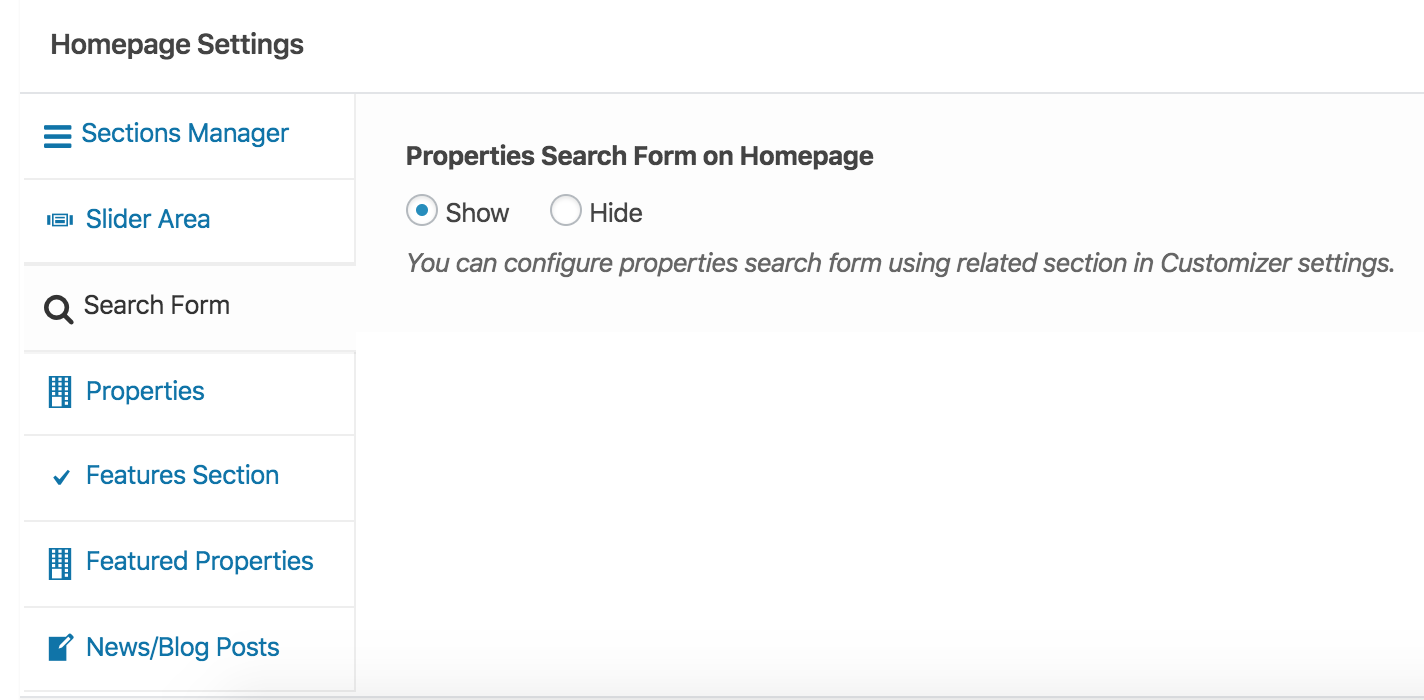 Homepage Settings
Sections Manager
Slider Area
Search Form
Properties
Features Section
Featured Properties
News/Blog Posts
Properties Search Form on Homepage
Show Hide
You can configure properties search form using related section in Customizer settings.